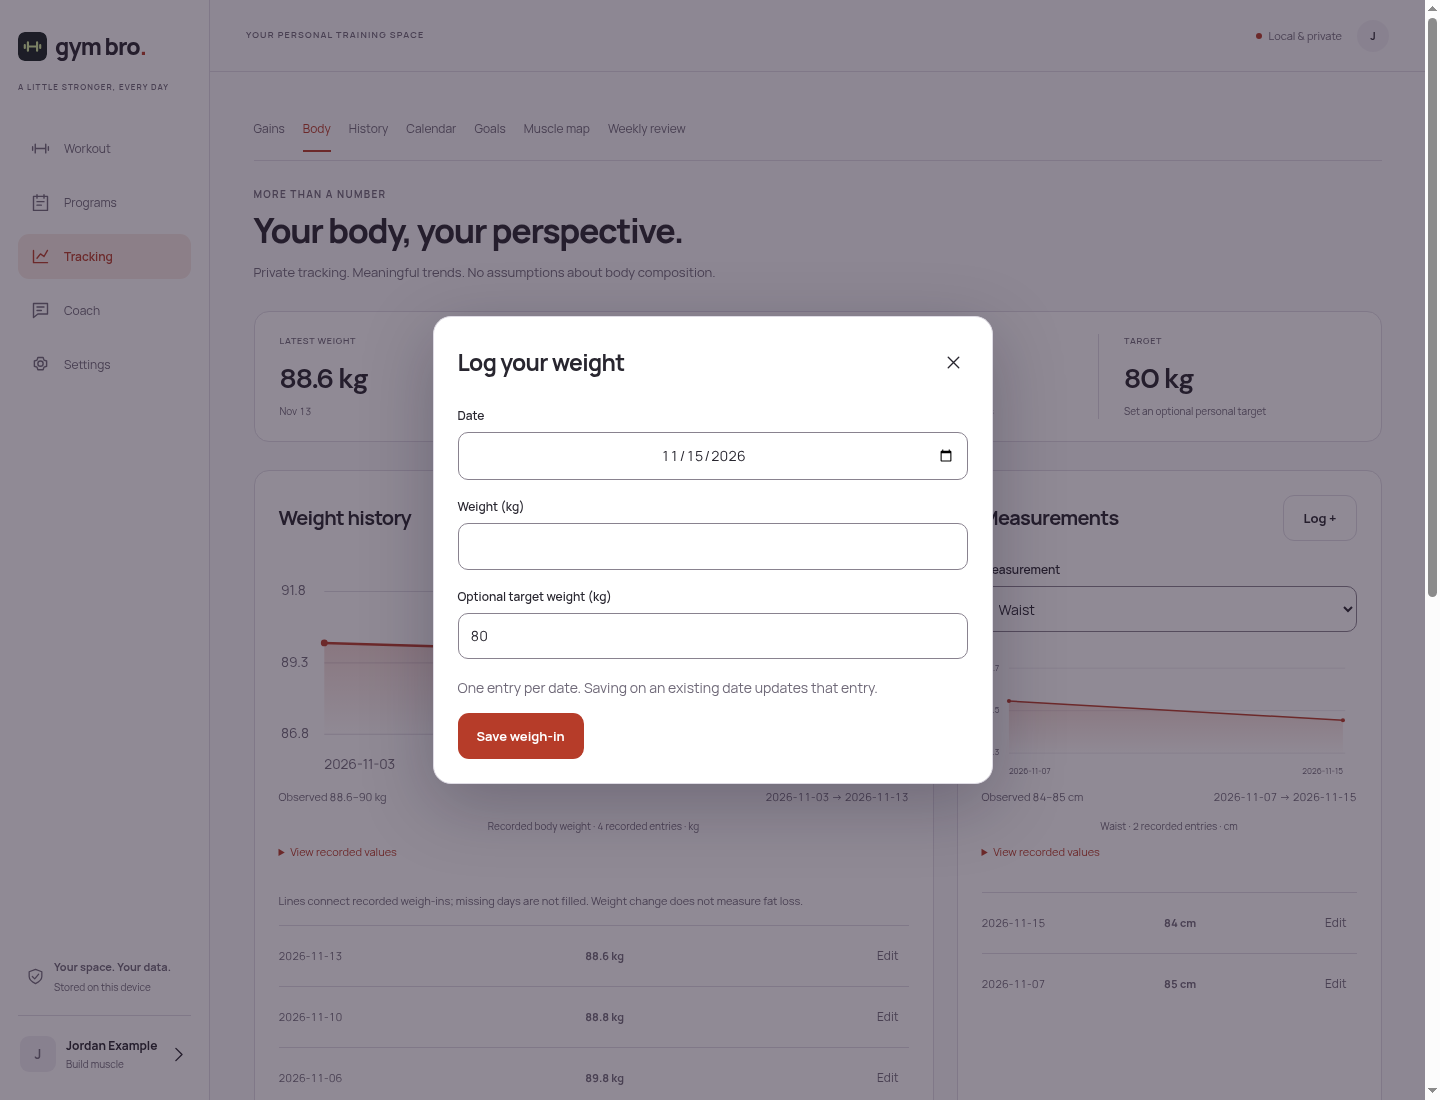 gym bro.
A LITTLE STRONGER, EVERY DAY
Workout
Programs
Tracking
Coach
Settings
Your space. Your data.
Stored on this device
J
Jordan Example
Build muscle
YOUR PERSONAL TRAINING SPACE
Local & private
J
Gains Body History Calendar Goals Muscle map Weekly review
MORE THAN A NUMBER
Your body, your perspective.
Private tracking. Meaningful trends. No assumptions about body composition.
LATEST WEIGHT
88.6 kg
Nov 13
TARGET
80 kg
Set an optional personal target
Log your weight
Date
11/15/2026
Weight (kg)
Optional target weight (kg)
80
One entry per date. Saving on an existing date updates that entry.
Save weigh-in
Weight history
91.8
89.3
86.8
2026-11-03
Observed 88.6–90 kg
2026-11-03 → 2026-11-13
Recorded body weight · 4 recorded entries · kg
View recorded values
Lines connect recorded weigh-ins; missing days are not filled. Weight change does not measure fat loss.
2026-11-13 88.6 kg Edit
2026-11-10 88.8 kg Edit
2026-11-06 89.8 kg Edit
Measurements
Log +
easurement
Waist
2026-11-07
2026-11-15
Observed 84–85 cm
2026-11-07 → 2026-11-15
Waist · 2 recorded entries · cm
View recorded values
2026-11-15 84 cm Edit
2026-11-07 85 cm Edit